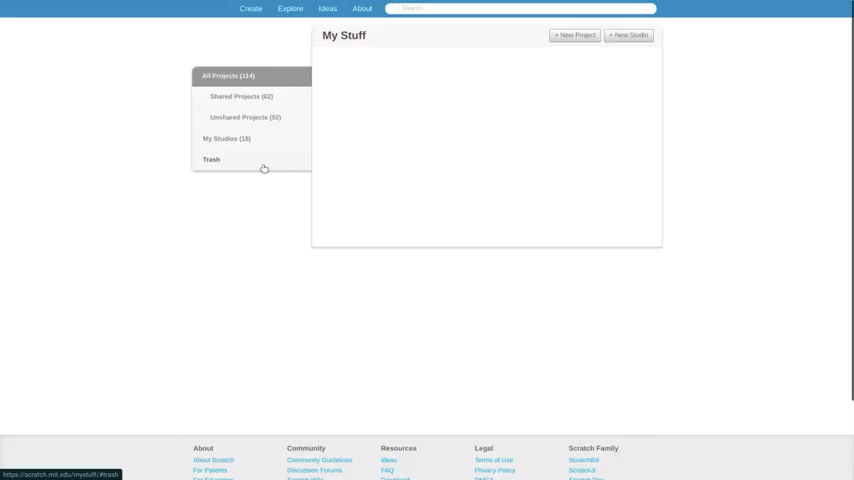 Create Explore Ideas About Search
My Stuff + New Project + New Studio
All Projects (114)
Shared Projects (62)
Unshared Projects (52)
My Studios (18)
Trash
About Community Resources Legal Scratch Family
About Scratch Community Guidelines Ideas Terms of Use ScratchEd
For Parents Discussion Forums FAQ Privacy Policy ScratchJr
https://scratch.mit.edu/mystuff/#trash